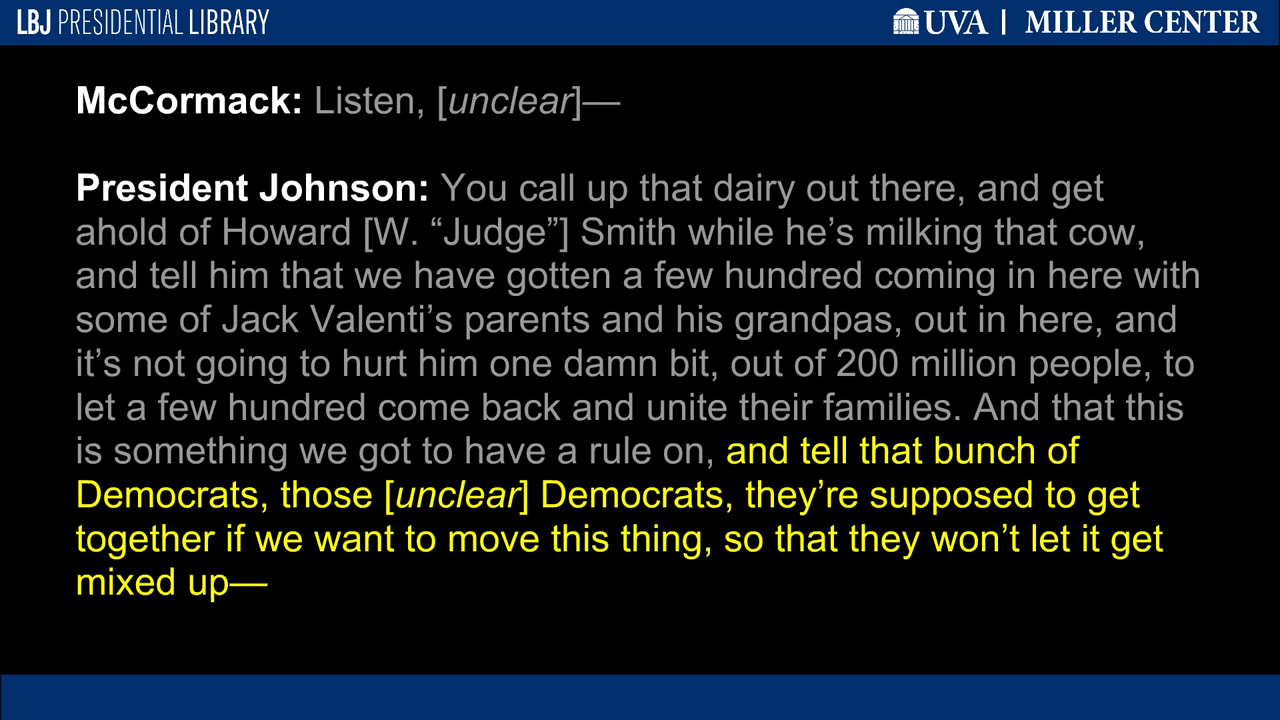 LBJ PRESIDENTIAL LIBRARY
UVA | MILLER CENTER
McCormack: Listen, [unclear]—
President Johnson: You call up that dairy out there, and get
ahold of Howard [W. “Judge”] Smith while he’s milking that cow,
and tell him that we have gotten a few hundred coming in here with
some of Jack Valenti’s parents and his grandpas, out in here, and
it’s not going to hurt him one damn bit, out of 200 million people, to
let a few hundred come back and unite their families. And that this
is something we got to have a rule on, and tell that bunch of
Democrats, those [unclear] Democrats, they’re supposed to get
together if we want to move this thing, so that they won’t let it get
mixed up—